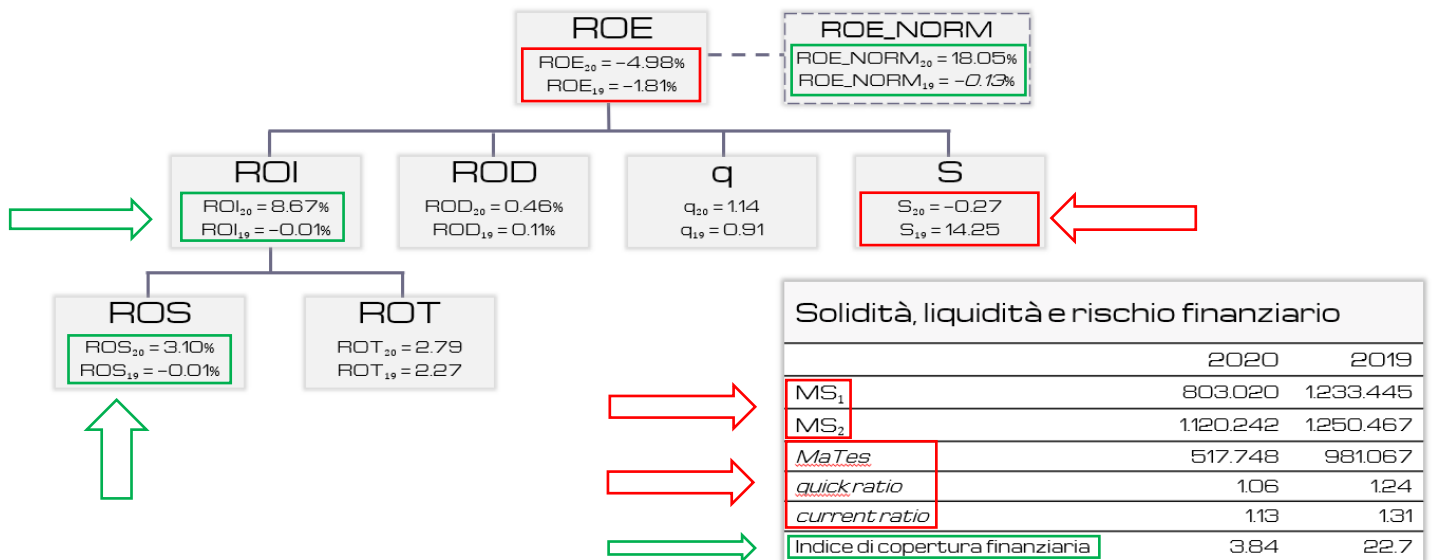 ROE
ROE₂₀ = -4.98%
ROE₁₉ = -1.81%
ROE_NORM
ROE_NORM₂₀ = 18.05%
ROE_NORM₁₉ = -0.13%
ROI
ROI₂₀ = 8.67%
ROI₁₉ = -0.01%
ROD
ROD₂₀ = 0.46%
ROD₁₉ = 0.11%
q
q₂₀ = 1.14
q₁₉ = 0.91
S
S₂₀ = -0.27
S₁₉ = 14.25
ROS
ROS₂₀ = 3.10%
ROS₁₉ = -0.01%
ROT
ROT₂₀ = 2.79
ROT₁₉ = 2.27
Solidità, liquidità e rischio finanziario
2020 2019
MS₁ 803.020 1.233.445
MS₂ 1.120.242 1.250.467
MaTes 517.748 981.067
quick ratio 1.06 1.24
current ratio 1.13 1.31
Indice di copertura finanziaria 3.84 22.7